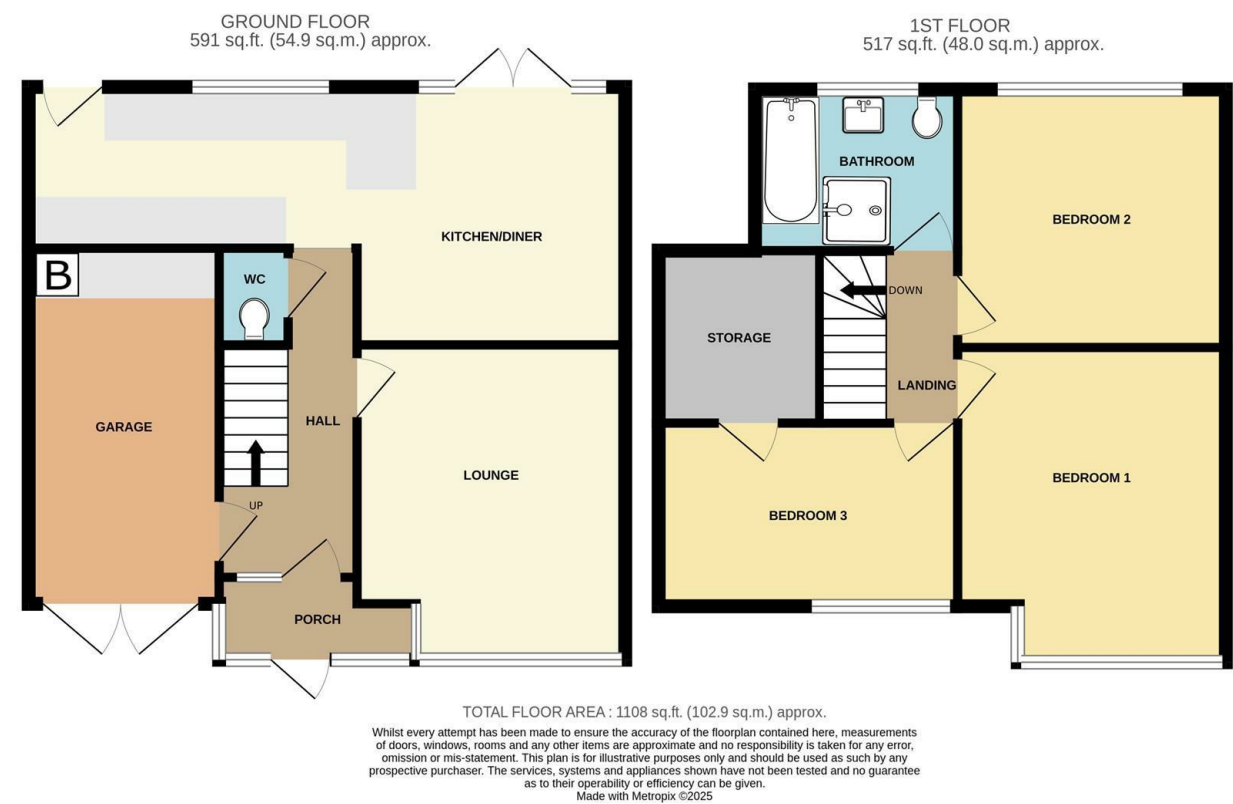 GROUND FLOOR
591 sq.ft. (54.9 sq.m.) approx.
KITCHEN/DINER
B
WC
GARAGE
HALL
LOUNGE
UP
PORCH
1ST FLOOR
517 sq.ft. (48.0 sq.m.) approx.
BATHROOM
BEDROOM 2
DOWN
STORAGE
LANDING
BEDROOM 1
BEDROOM 3
TOTAL FLOOR AREA : 1108 sq.ft. (102.9 sq.m.) approx.
Whilst every attempt has been made to ensure the accuracy of the floorplan contained here, measurements
of doors, windows, rooms and any other items are approximate and no responsibility is taken for any error,
omission or mis-statement. This plan is for illustrative purposes only and should be used as such by any
prospective purchaser. The services, systems and appliances shown have not been tested and no guarantee
as to their operability or efficiency can be given.
Made with Metropix ©2025